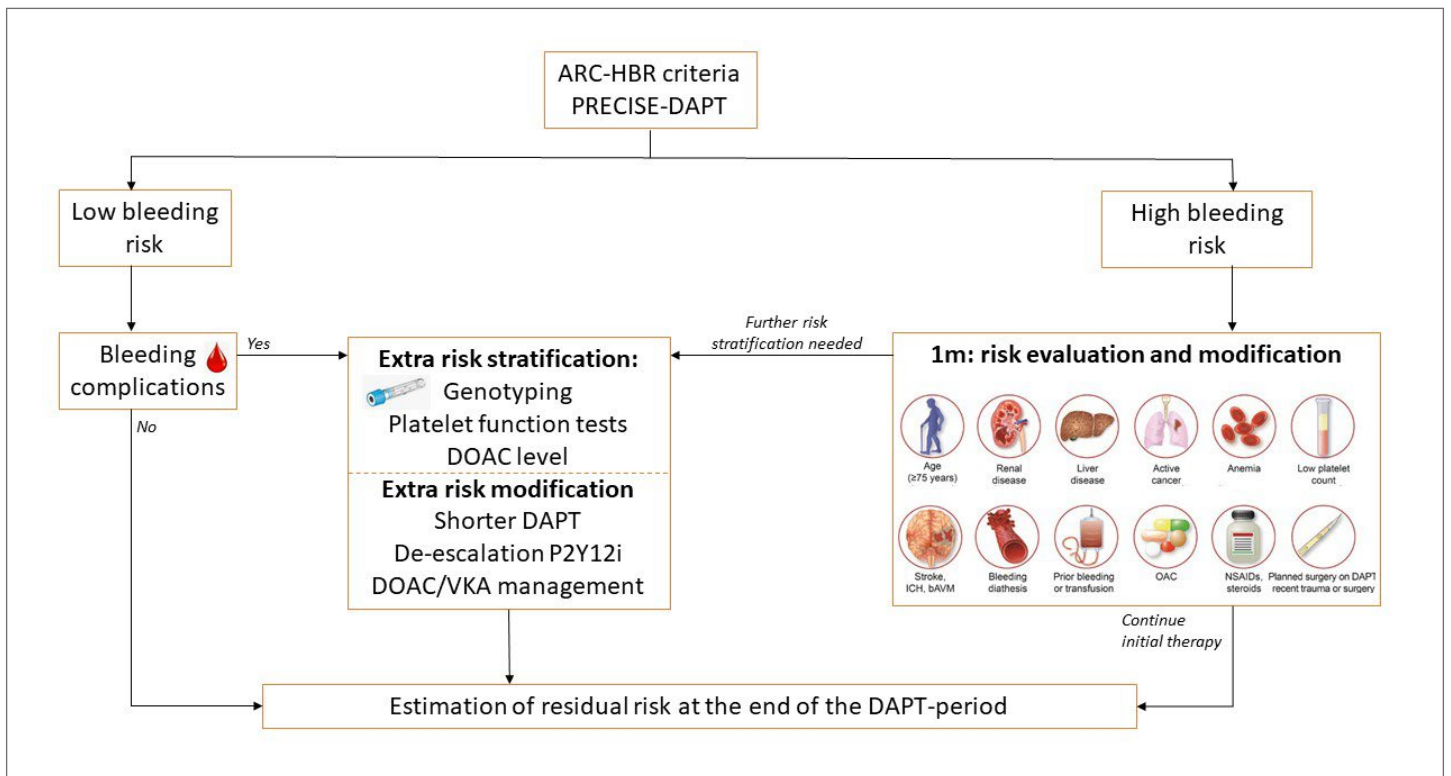 ARC-HBR criteria
PRECISE-DAPT
Low bleeding
risk
High bleeding
risk
Bleeding
complications
Yes
No
Extra risk stratification:
Genotyping
Platelet function tests
DOAC level
Extra risk modification
Shorter DAPT
De-escalation P2Y12i
DOAC/VKA management
Further risk
stratification needed
1m: risk evaluation and modification
Age
(≥75 years)
Renal
disease
Liver
disease
Active
cancer
Anemia
Low platelet
count
Stroke,
ICH, bAVM
Bleeding
diathesis
Prior bleeding
or transfusion
OAC
NSAIDs,
steroids
Planned surgery on DAPT
recent trauma or surgery
Continue
initial therapy
Estimation of residual risk at the end of the DAPT-period